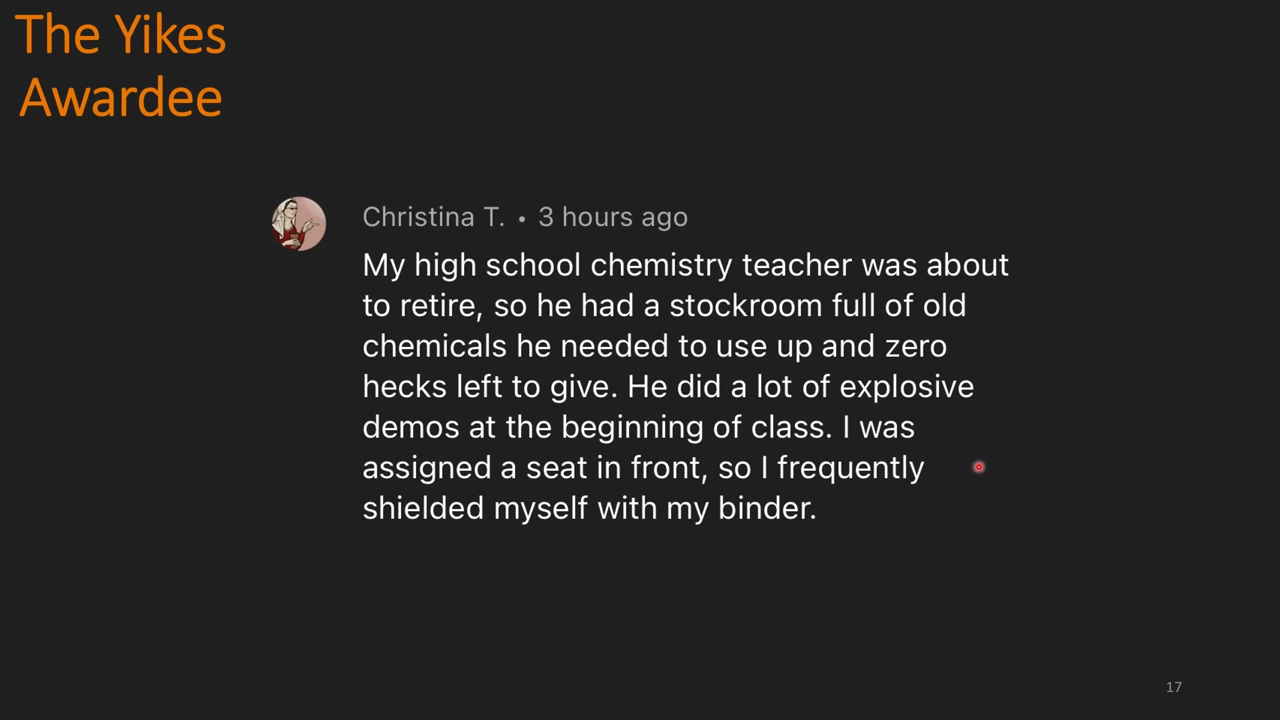 The Yikes
Awardee
Christina T. • 3 hours ago
My high school chemistry teacher was about
to retire, so he had a stockroom full of old
chemicals he needed to use up and zero
hecks left to give. He did a lot of explosive
demos at the beginning of class. I was
assigned a seat in front, so I frequently
shielded myself with my binder.
17